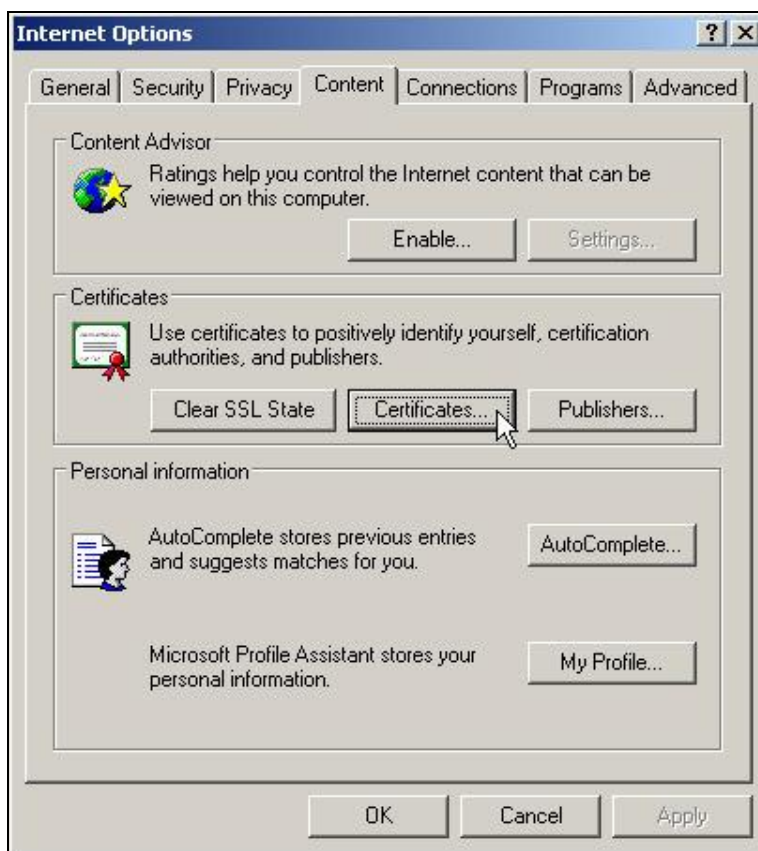 Internet Options
General Security Privacy Content Connections Programs Advanced
Content Advisor
Ratings help you control the Internet content that can be
viewed on this computer.
Enable... Settings...
Certificates
Use certificates to positively identify yourself, certification
authorities, and publishers.
Clear SSL State Certificates... Publishers...
Personal information
AutoComplete stores previous entries
and suggests matches for you.
AutoComplete...
Microsoft Profile Assistant stores your
personal information.
My Profile...
OK Cancel Apply